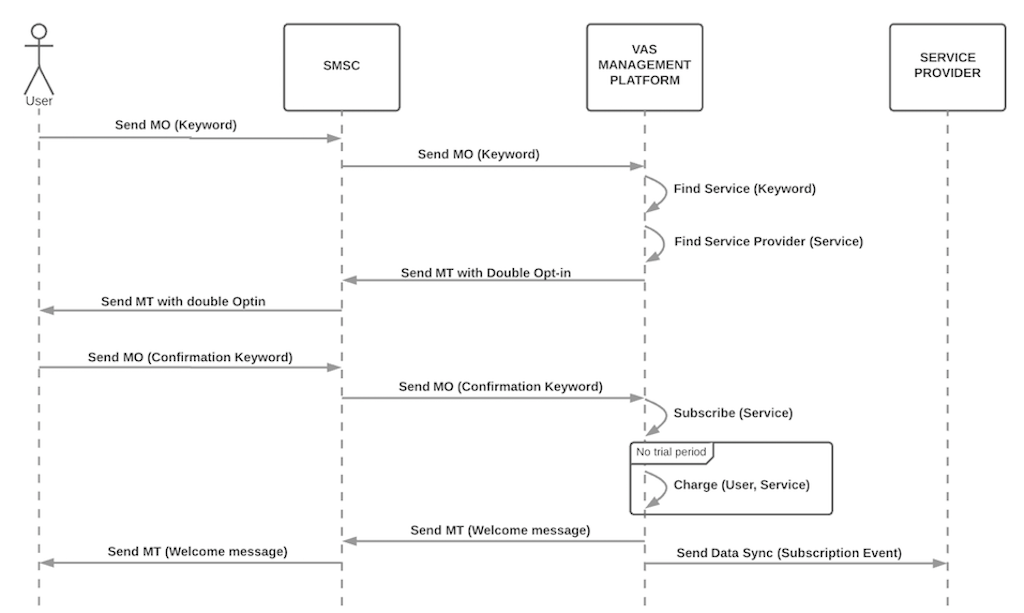 User
SMSC
VAS
MANAGEMENT
PLATFORM
SERVICE
PROVIDER
Send MO (Keyword)
Send MO (Keyword)
Find Service (Keyword)
Find Service Provider (Service)
Send MT with Double Opt-in
Send MT with double Optin
Send MO (Confirmation Keyword)
Send MO (Confirmation Keyword)
Subscribe (Service)
No trial period
Charge (User, Service)
Send MT (Welcome message)
Send MT (Welcome message)
Send Data Sync (Subscription Event)